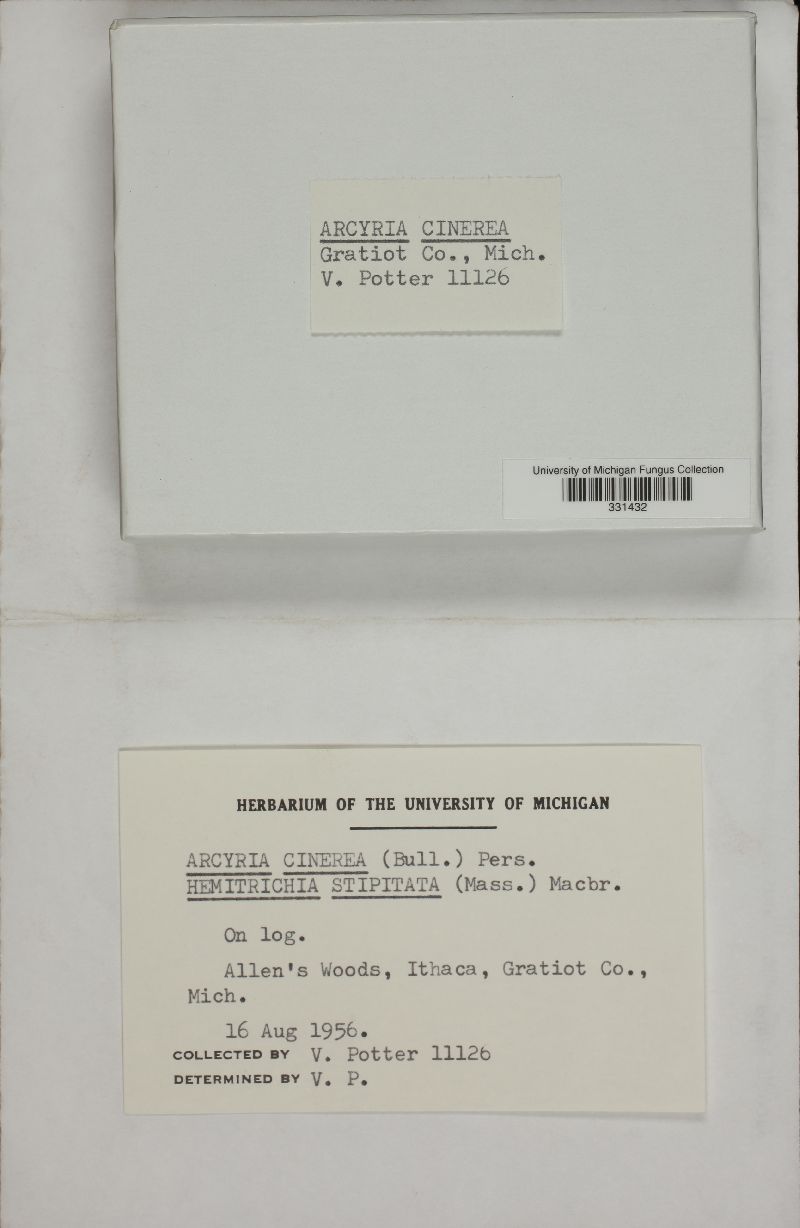 ARCYRIA CINEREA
Gratiot Co., Mich.
V. Potter 11126
University of Michigan Fungus Collection
331432
HERBARIUM OF THE UNIVERSITY OF MICHIGAN
ARCYRIA CINEREA (Bull.) Pers.
HEMITRICHIA STIPITATA (Mass.) Macbr.
On log.
Allen's Woods, Ithaca, Gratiot Co.,
Mich.
16 Aug 1956.
COLLECTED BY V. Potter 11126
DETERMINED BY V. P.